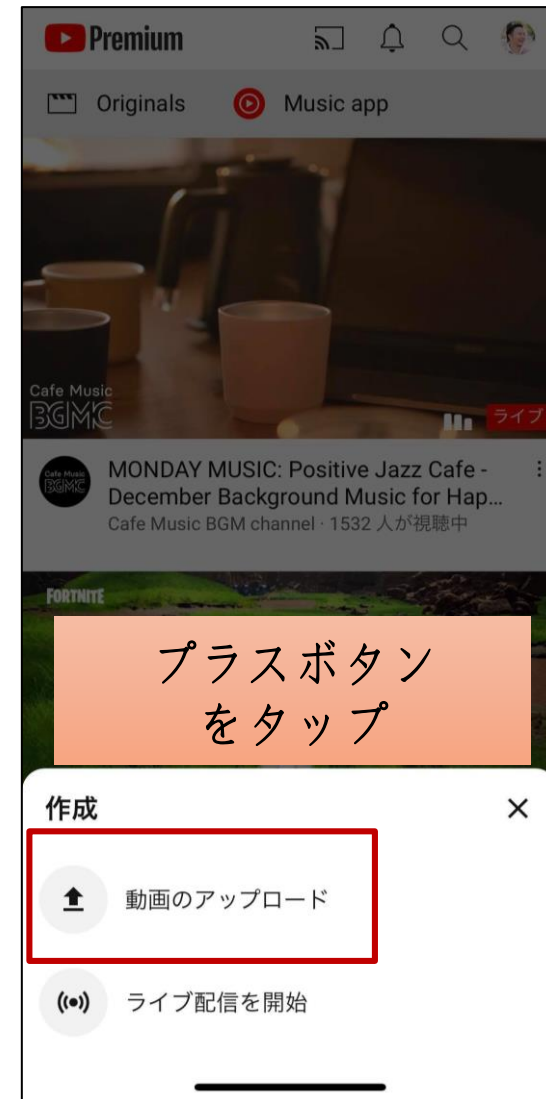 Premium
Originals
Music app
Cafe Music
BGMC
ライブ
Cafe Music
BGMC
MONDAY MUSIC: Positive Jazz Cafe -
December Background Music for Hap...
Cafe Music BGM channel · 1532 人が視聴中
FORTNITE
プラスボタン
をタップ
作成
動画のアップロード
ライブ配信を開始